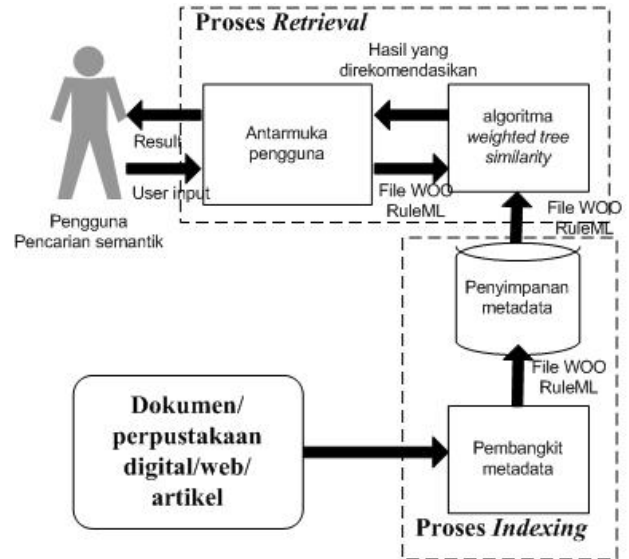 Proses Retrieval
Hasil yang
direkomendasikan
Antarmuka
pengguna
algoritma
weighted tree
similarity
Result
User input
File WOO
RuleML
Pengguna
Pencarian semantik
File WOO
RuleML
Penyimpanan
metadata
File WOO
RuleML
Dokumen/
perpustakaan
digital/web/
artikel
Pembangkit
metadata
Proses Indexing